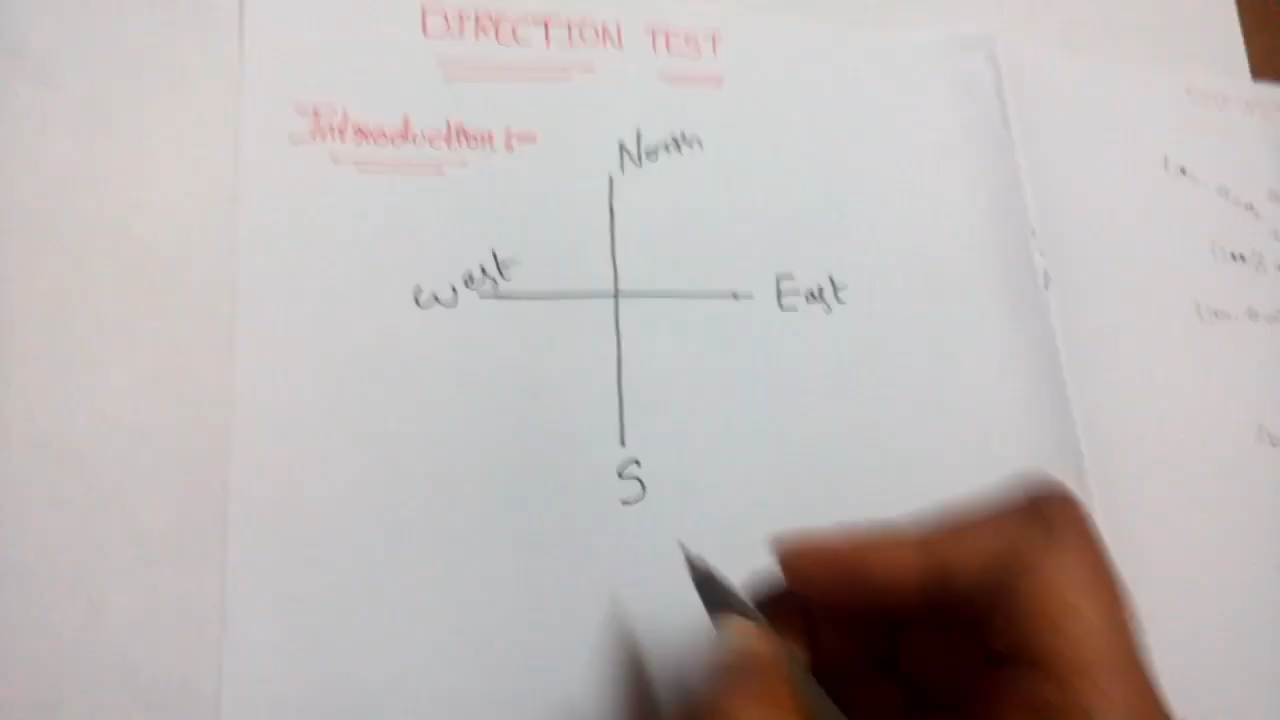 DIRECTION TEST
Introduction :-
North
West
East
S